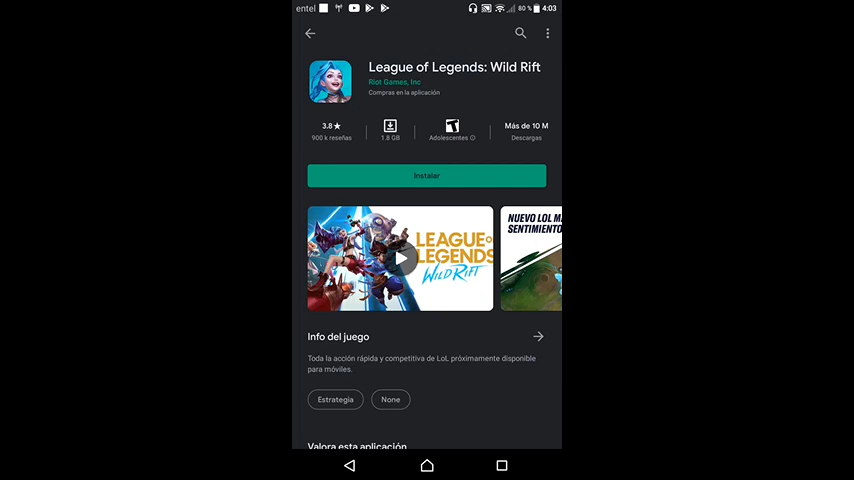 entel 80 % 4:03
League of Legends: Wild Rift
Riot Games, Inc
Compras en la aplicación
3.8★
900 k reseñas
1.8 GB
T
Adolescentes
Más de 10 M
Descargas
Instalar
LEAGUE OF
LEGENDS
WILD RIFT
NUEVO LOL M
SENTIMIENTO
Info del juego
Toda la acción rápida y competitiva de LoL próximamente disponible
para móviles.
Estrategia
None
Valora esta aplicación